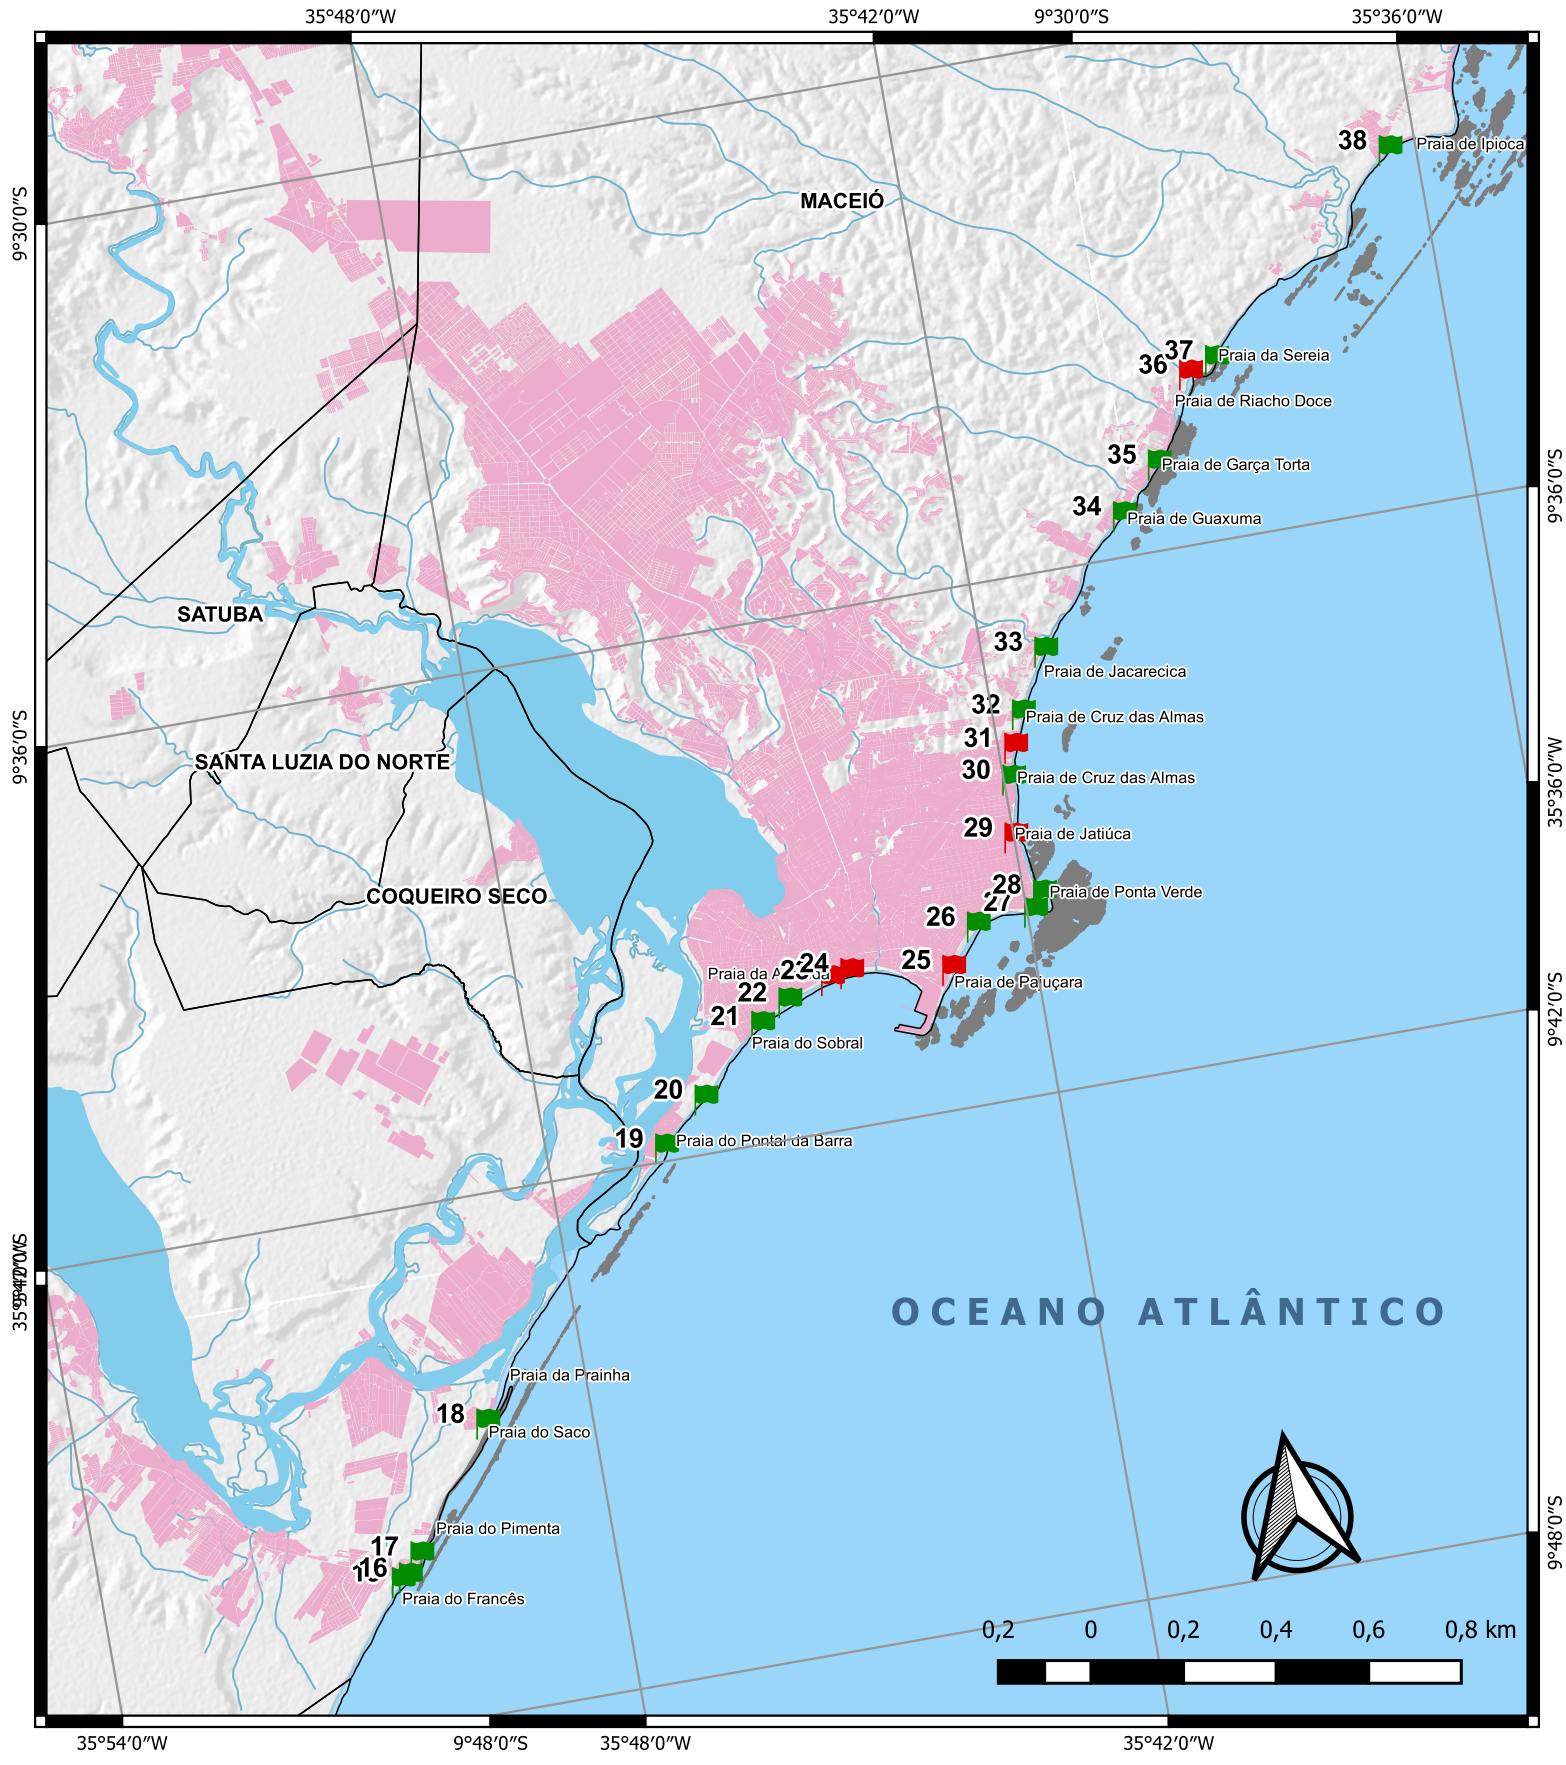 35°48′0″W
35°42′0″W
9°30′0″S
35°36′0″W
38
Praia de Ipioca
MACEIÓ
9°30′0″S
37
Praia da Sereia
36
Praia de Riacho Doce
35
Praia de Garça Torta
9°36′0″S
34
Praia de Guaxuma
SATUBA
33
Praia de Jacarecica
32
Praia de Cruz das Almas
31
9°36′0″S
SANTA LUZIA DO NORTE
30
Praia de Cruz das Almas
35°36′0″W
29
Praia de Jatiúca
28
Praia de Ponta Verde
COQUEIRO SECO
27
26
25
24
23
Praia da
Praia de Pajuçara
22
21
9°42′0″S
Praia do Sobral
20
19
Praia do Pontal da Barra
OCEANO ATLÂNTICO
Praia da Prainha
18
Praia do Saco
Praia do Pimenta
17
16
Praia do Francês
9°48′0″S
0,2 0 0,2 0,4 0,6 0,8 km
35°54′0″W
9°48′0″S
35°48′0″W
35°42′0″W